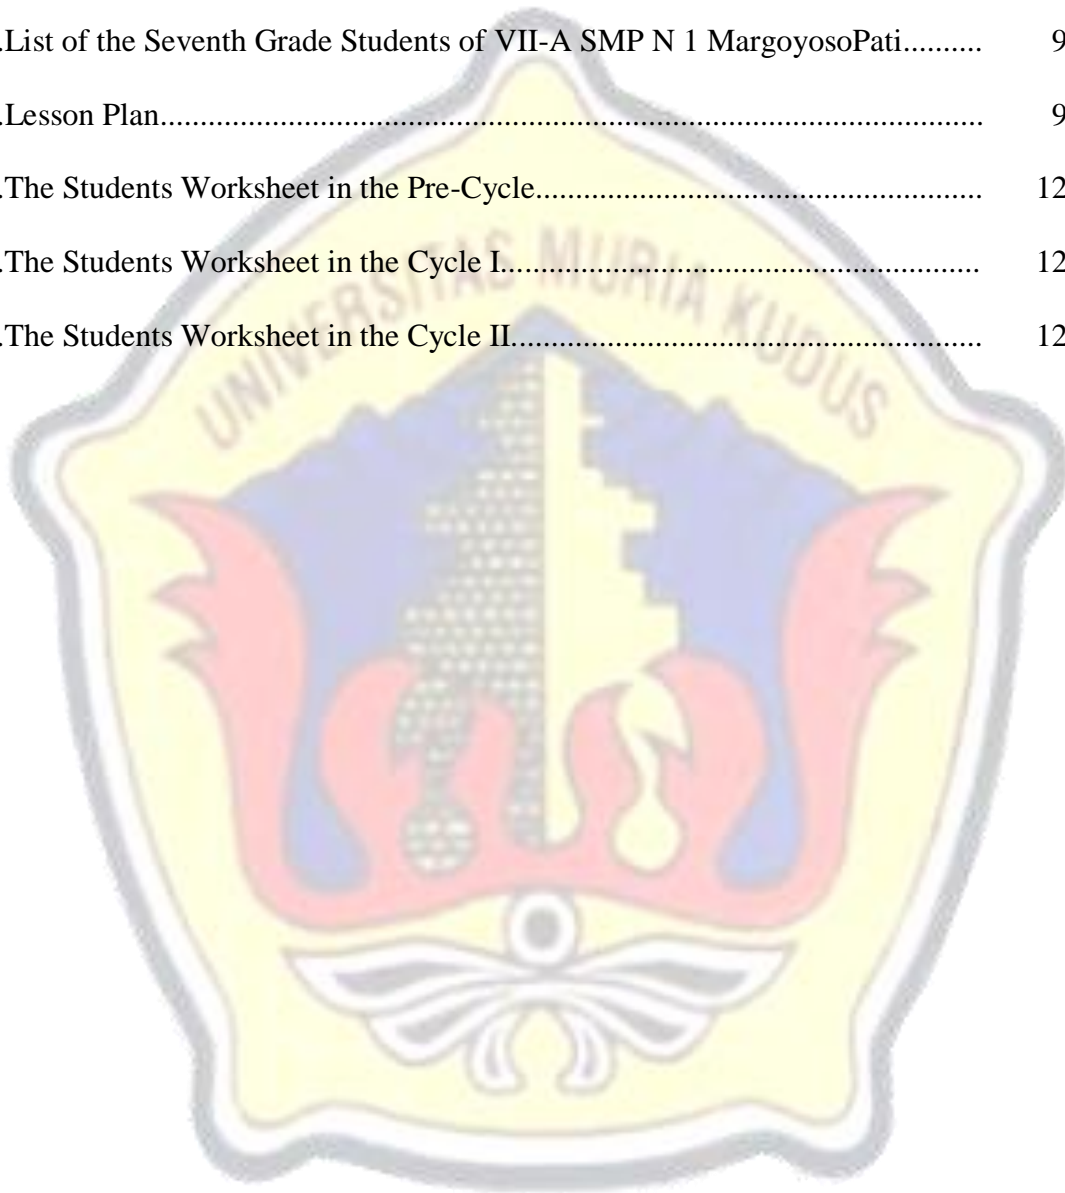 .List of the Seventh Grade Students of VII-A SMP N 1 MargoyosoPati.......... 9
.Lesson Plan....................................................................................................... 9
.The Students Worksheet in the Pre-Cycle........................................................ 12
.The Students Worksheet in the Cycle I............................................................ 12
.The Students Worksheet in the Cycle II........................................................... 12
UNIVERSITAS MURIA KUDUS